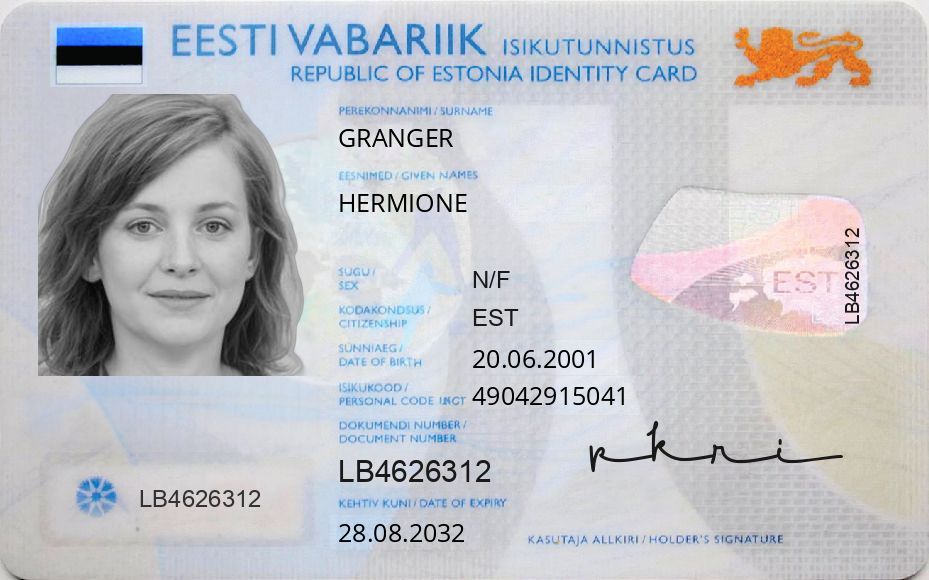 EESTI VABARIIK ISIKUTUNNISTUS
REPUBLIC OF ESTONIA IDENTITY CARD
PEREKONNANIMI / SURNAME
GRANGER
EESNIMED / GIVEN NAMES
HERMIONE
SUGU /
SEX
N/F
KODAKONDSUS /
CITIZENSHIP
EST
SÜNNIAEG /
DATE OF BIRTH
20.06.2001
ISIKUKOOD /
PERSONAL CODE
49042915041
DOKUMENDI NUMBER /
DOCUMENT NUMBER
LB4626312
KEHTIV KUNI / DATE OF EXPIRY
28.08.2032
LB4626312
EST
LB4626312
KASUTAJA ALLKIRI / HOLDER'S SIGNATURE